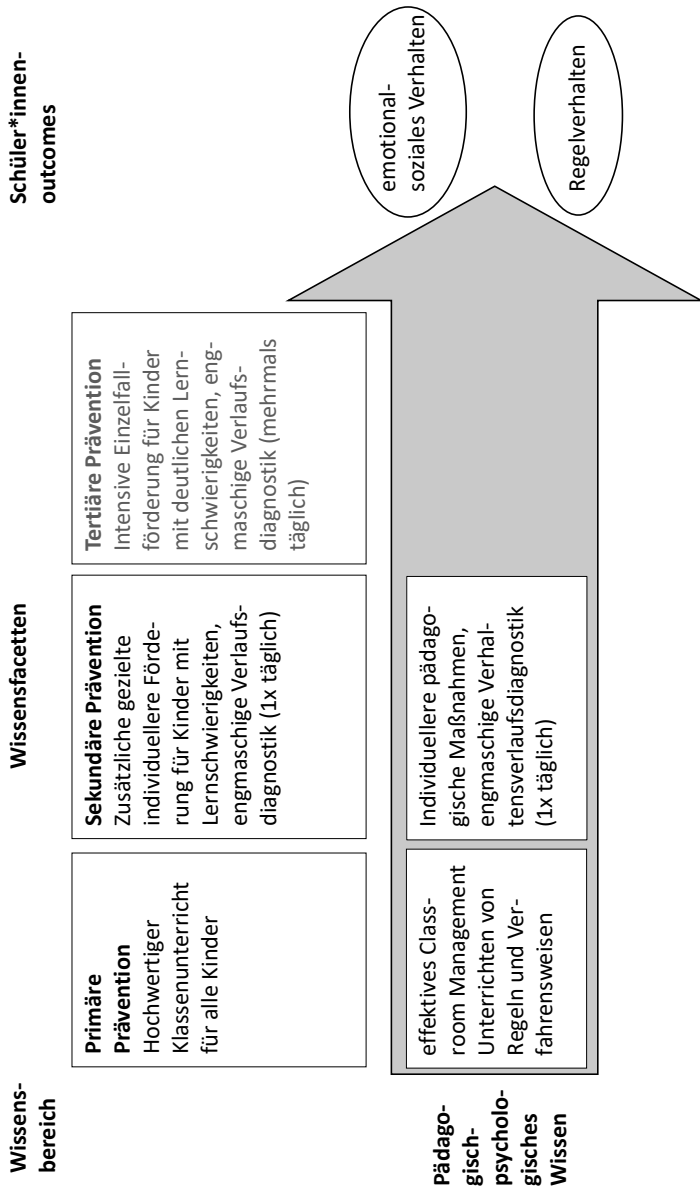 Wissens-
bereich
Wissensfacetten
Schüler*innen-
outcomes
Primäre
Prävention
Hochwertiger
Klassenunterricht
für alle Kinder
Sekundäre Prävention
Zusätzliche gezielte
individuellere Förde-
rung für Kinder mit
Lernschwierigkeiten,
engmaschige Verlaufs-
diagnostik (1x täglich)
Tertiäre Prävention
Intensive Einzelfall-
förderung für Kinder
mit deutlichen Lern-
schwierigkeiten, eng-
maschige Verlaufs-
diagnostik (mehrmals
täglich)
Pädago-
gisch-
psycholo-
gisches
Wissen
effektives Class-
room Management
Unterrichten von
Regeln und Ver-
fahrensweisen
Individuellere pädago-
gische Maßnahmen,
engmaschige Verhal-
tensverlaufsdiagnostik
(1x täglich)
emotional-
soziales Verhalten
Regelverhalten